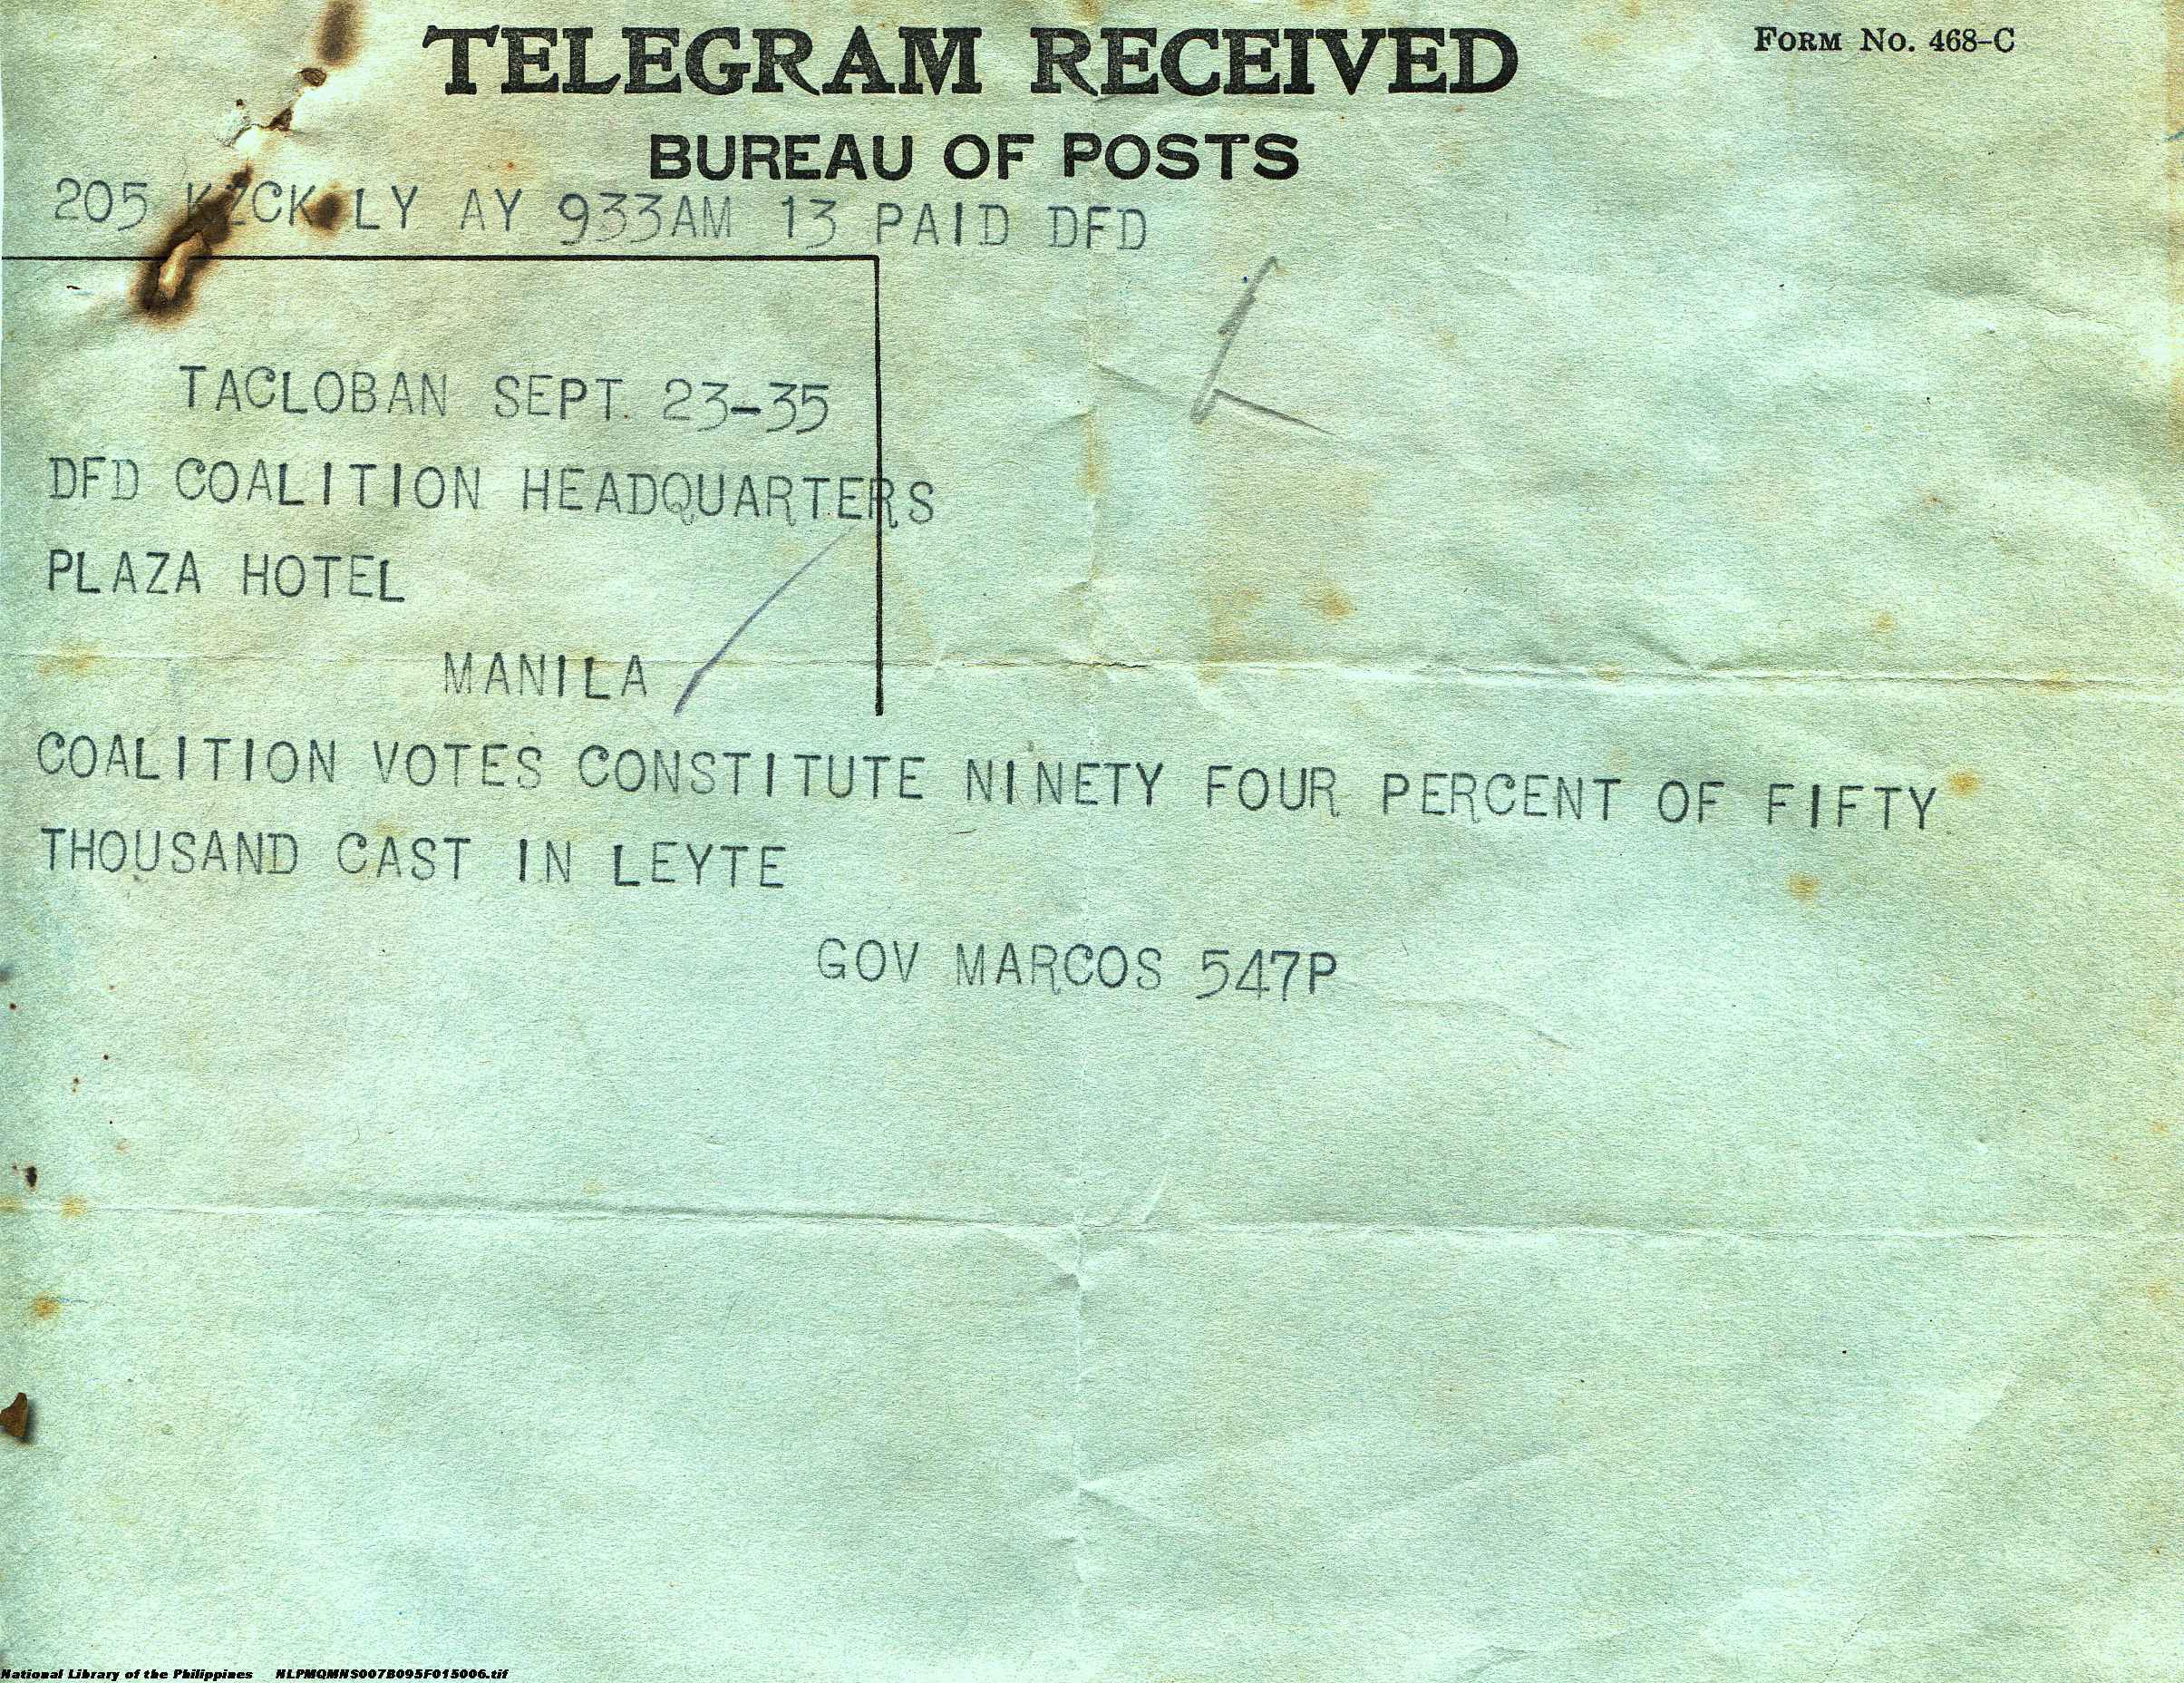 TELEGRAM RECEIVED
FORM NO. 468-C
BUREAU OF POSTS
205 KZCK LY AY 933AM 13 PAID DFD
TACLOBAN SEPT. 23-35
DFD COALITION HEADQUARTERS
PLAZA HOTEL
MANILA
COALITION VOTES CONSTITUTE NINETY FOUR PERCENT OF FIFTY
THOUSAND CAST IN LEYTE
GOV MARCOS 547P
National Library of the Philippines NLPMQMNS007B095F015006.tif